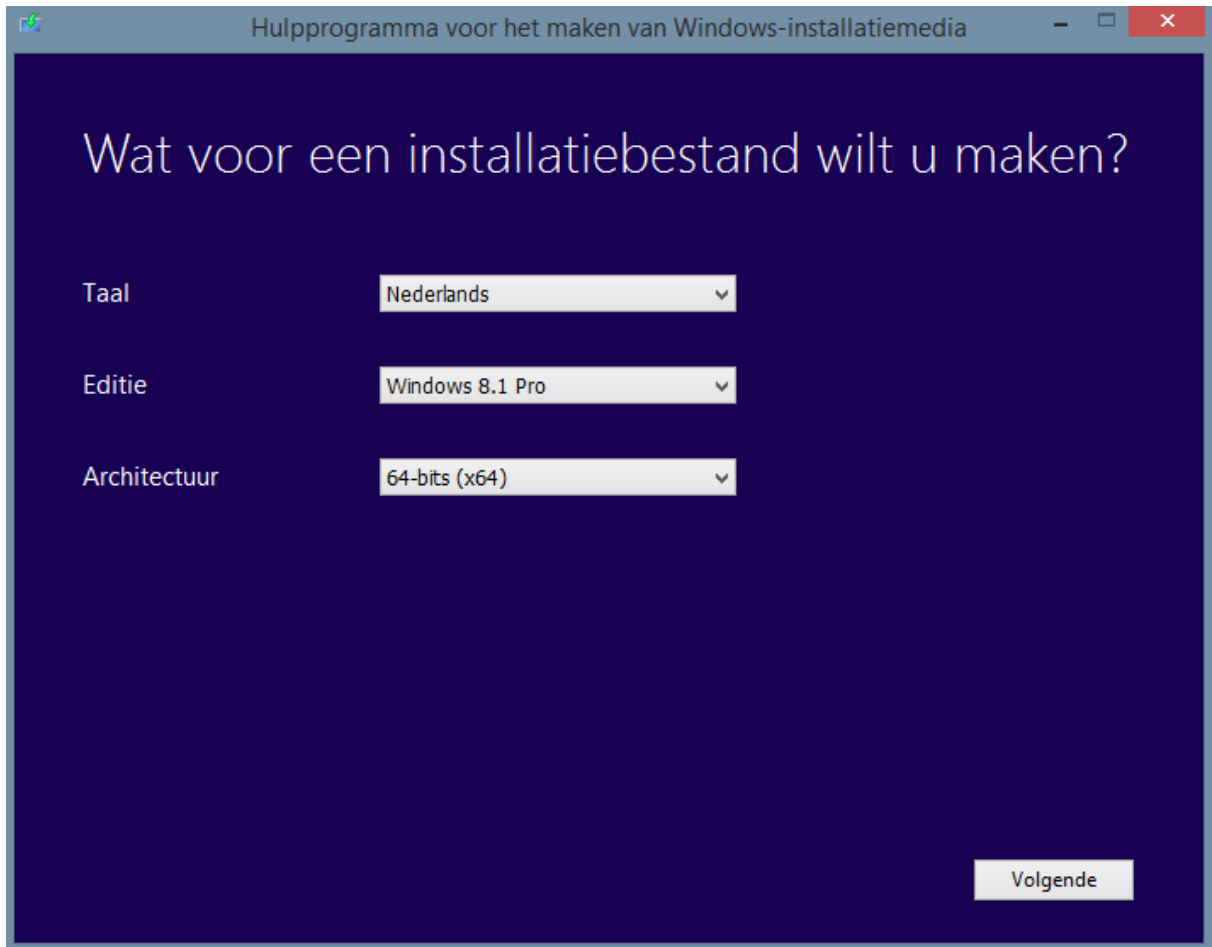 Hulpprogramma voor het maken van Windows-installatiemedia
Wat voor een installatiebestand wilt u maken?
Taal Nederlands
Editie Windows 8.1 Pro
Architectuur 64-bits (x64)
Volgende